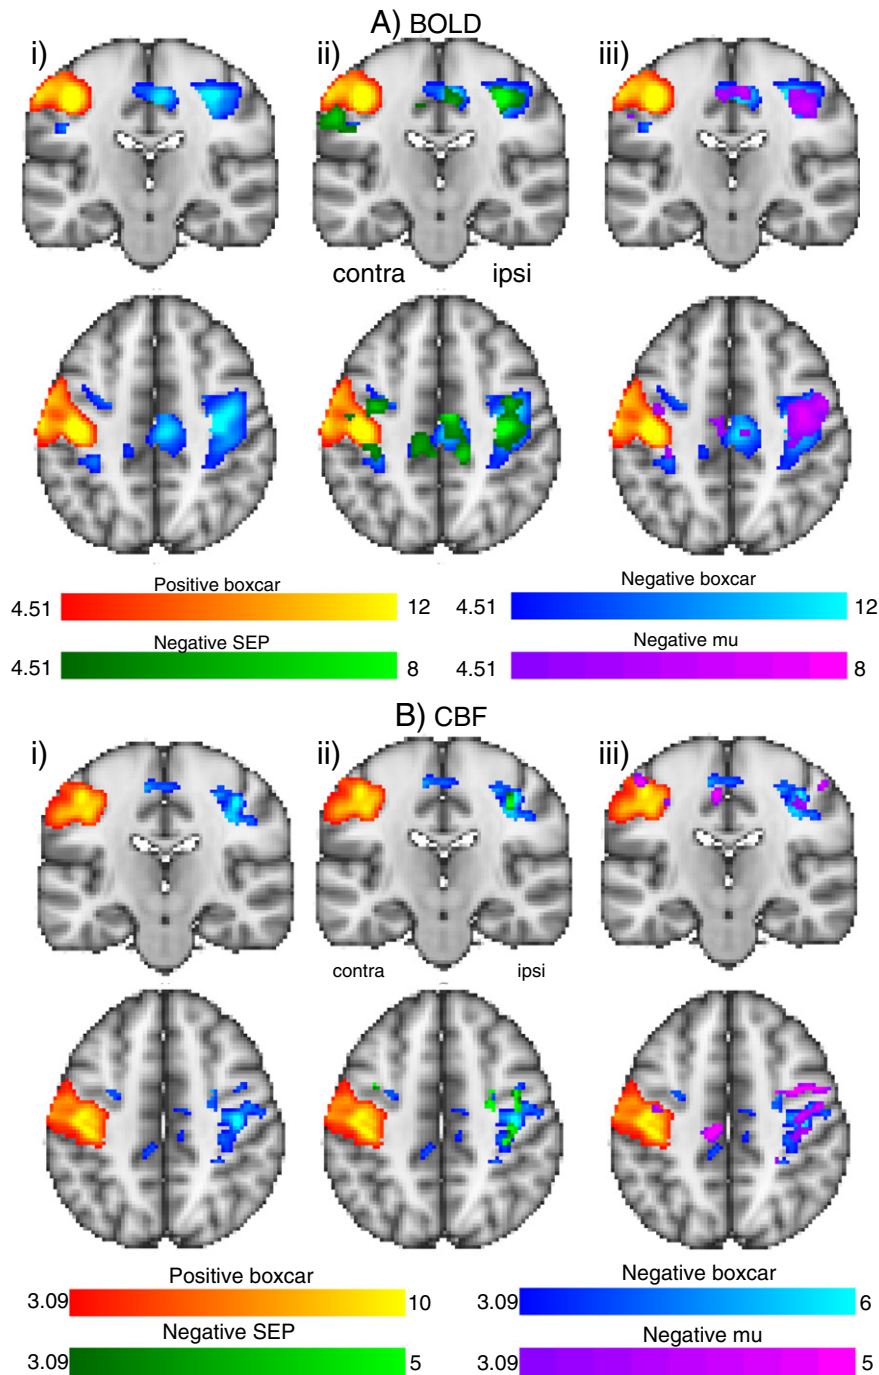 A) BOLD
i) ii) iii)
contra ipsi
Positive boxcar Negative boxcar
4.51 12 4.51 12
Negative SEP Negative mu
4.51 8 4.51 8
B) CBF
i) ii) iii)
contra ipsi
Positive boxcar Negative boxcar
3.09 10 3.09 6
Negative SEP Negative mu
3.09 5 3.09 5